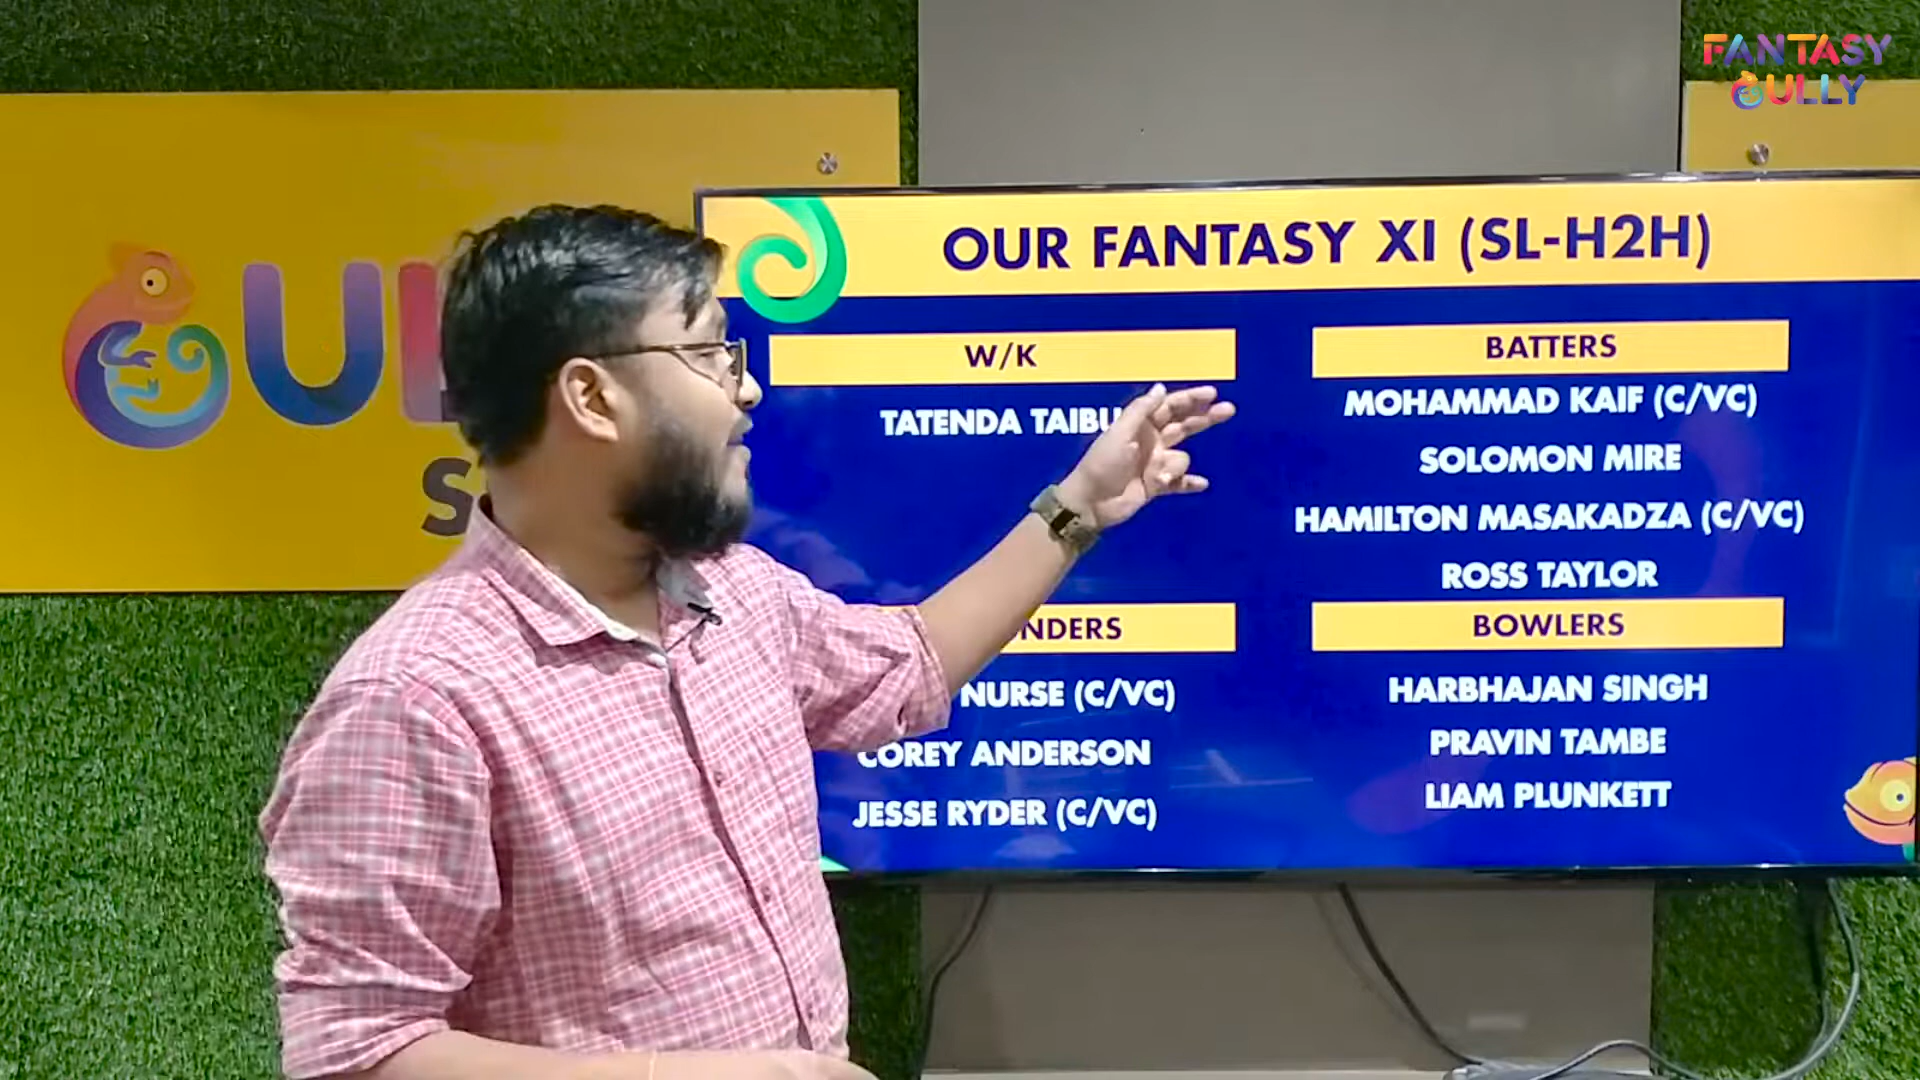 FANTASY
GULLY
OUR FANTASY XI (SL-H2H)
W/K
TATENDA TAIBU
BATTERS
MOHAMMAD KAIF (C/VC)
SOLOMON MIRE
HAMILTON MASAKADZA (C/VC)
ROSS TAYLOR
NURSE (C/VC)
COREY ANDERSON
JESSE RYDER (C/VC)
BOWLERS
HARBHAJAN SINGH
PRAVIN TAMBE
LIAM PLUNKETT